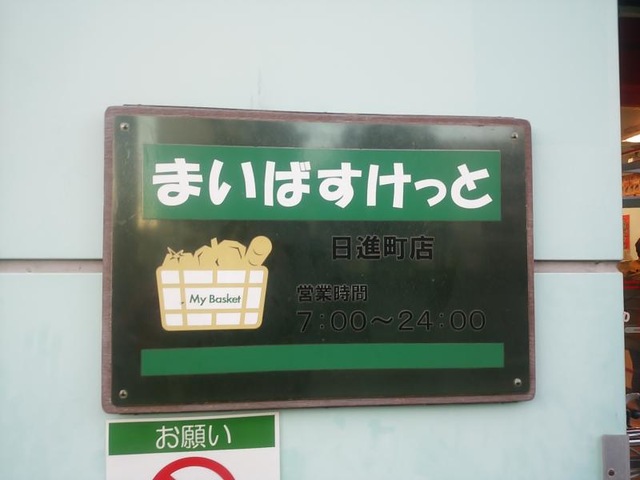 まいばすけっと
日進町店
My Basket
営業時間
7:00～24:00
お願い